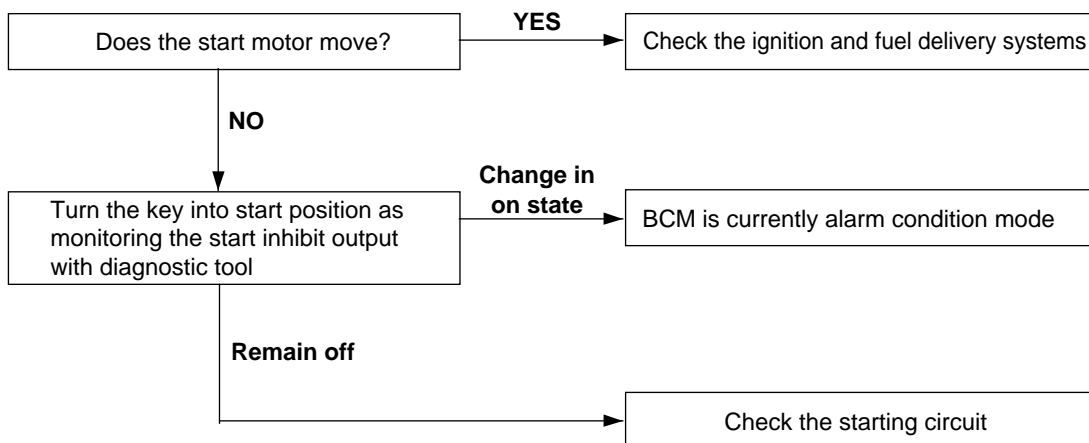 Does the start motor move?
YES
Check the ignition and fuel delivery systems
NO
Turn the key into start position as
monitoring the start inhibit output
with diagnostic tool
Change in
on state
BCM is currently alarm condition mode
Remain off
Check the starting circuit